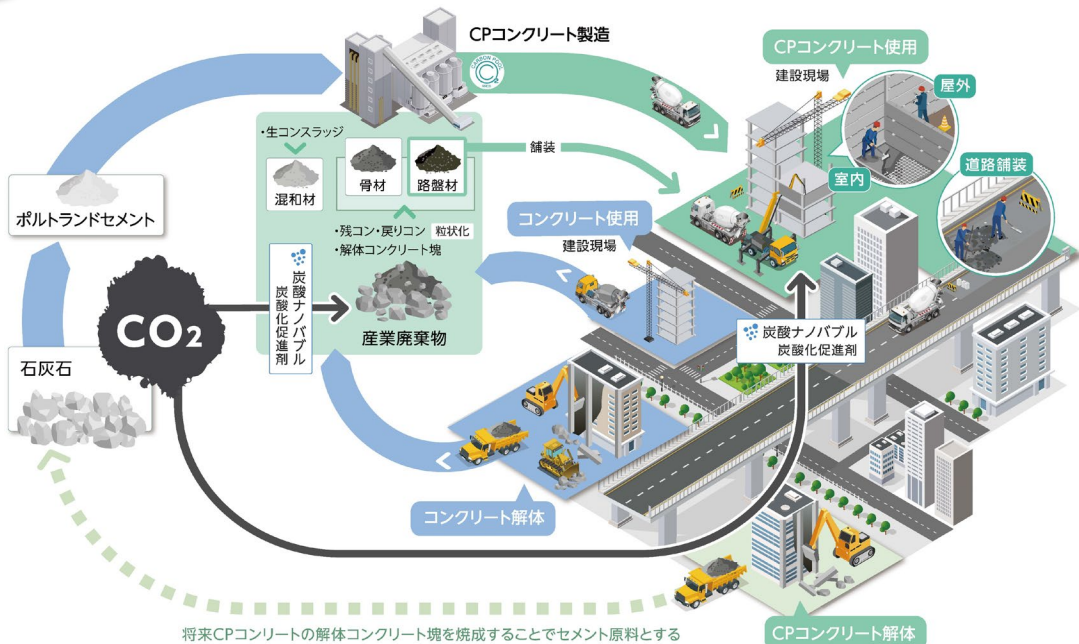 CPコンクリート製造
CARBON POOL
CPコンクリート使用
建設現場
屋外
室内
道路舗装
・生コンスラッジ
混和材
骨材
路盤材
舗装
・残コン・戻りコン 粒状化
・解体コンクリート塊
産業廃棄物
炭酸ナノバブル
炭酸化促進剤
ポルトランドセメント
CO2
石灰石
コンクリート使用
建設現場
炭酸ナノバブル
炭酸化促進剤
コンクリート解体
CPコンクリート解体
将来CPコンリートの解体コンクリート塊を焼成することでセメント原料とする